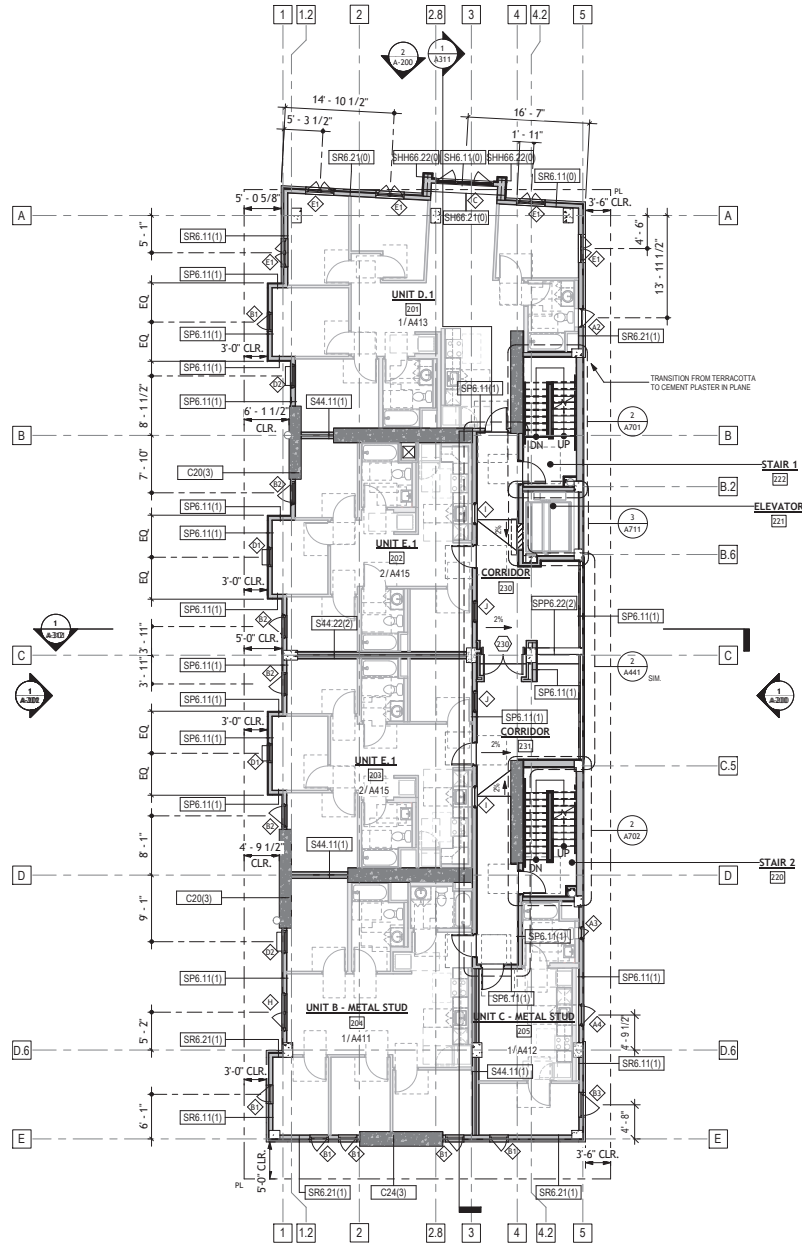 1 1.2 2 2.8 3 4 4.2 5
2
A-200
1
A311
14' - 10 1/2"
16' - 7"
5' - 3 1/2"
1' - 11"
SR6.21(0) SHH66.22(0) SH6.11(0) SHH66.22(0)
SR6.11(0)
PL
5' - 0 5/8"
3'-6" CLR.
E1 E1 C E1
A A
SH66.21(0)
5' - 1"
SR6.11(1)
4' - 6"
13' - 11 1/2"
E1 E1
SP6.11(1)
EQ
UNIT D.1
201
1/ A413
B1 A2
SP6.11(1)
SR6.21(1)
EQ
3'-0" CLR.
SP6.11(1)
TRANSITION FROM TERRACOTTA
TO CEMENT PLASTER IN PLANE
D2
SP6.11(1)
8' - 1 1/2"
SP6.11(1)
S44.11(1)
6' - 1 1/2"
CLR.
2
A701
B B
DN UP
7' - 10"
STAIR 1
222
C20(3)
B2
B.2
SP6.11(1)
ELEVATOR
221
I
EQ
SP6.11(1)
3
A711
2%
D1
UNIT E.1
202
2/ A415
B.6
EQ
3'-0" CLR.
CORRIDOR
230
SPP6.22(2)
SP6.11(1)
SP6.11(1)
J
B2
S44.22(2)
3' - 11"
5'-0" CLR.
2%
1
230
C C
2
A441
SIM.
3' - 11"
B2
SP6.11(1)
1 1
A-200
SP6.11(1)
J
3'-0" CLR.
EQ
SP6.11(1)
SP6.11(1)
CORRIDOR
231
2%
D1
UNIT E.1
203
2/ A415
C.5
EQ
2%
I
SP6.11(1)
B2
8' - 1"
2
A702
4' - 9 1/2"
CLR.
S44.11(1)
UP
DN
STAIR 2
220
D D
C20(3)
9' - 1"
A3
D2
SP6.11(1)
SP6.11(1)
SP6.11(1)
SP6.11(1)
H
UNIT B - METAL STUD
204
1/ A411
UNIT C - METAL STUD
205
1/ A412
A4
5' - 2"
4' - 9 1/2"
SR6.21(1)
D.6 D.6
SR6.11(1)
3'-0" CLR.
S44.11(1)
B1 B3
6' - 1"
SR6.11(1)
4' - 8"
E E
B1 B1 B1 B1
5'-0" CLR.
3'-6" CLR.
PL
SR6.21(1) C24(3) SR6.21(1)
1 1.2 2 2.8 3 4 4.2 5